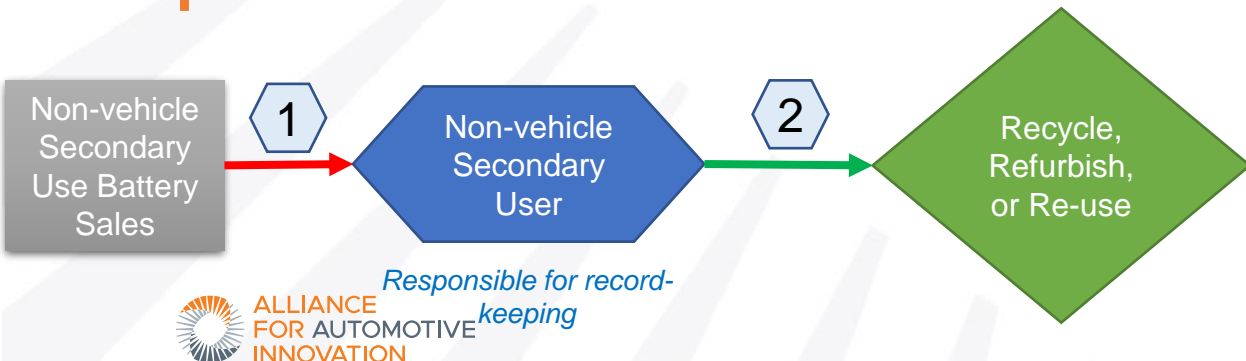 Non-vehicle
Secondary
Use Battery
Sales
1
Non-vehicle
Secondary
User
2
Recycle,
Refurbish,
or Re-use
Responsible for record-
keeping
ALLIANCE
FOR AUTOMOTIVE
INNOVATION